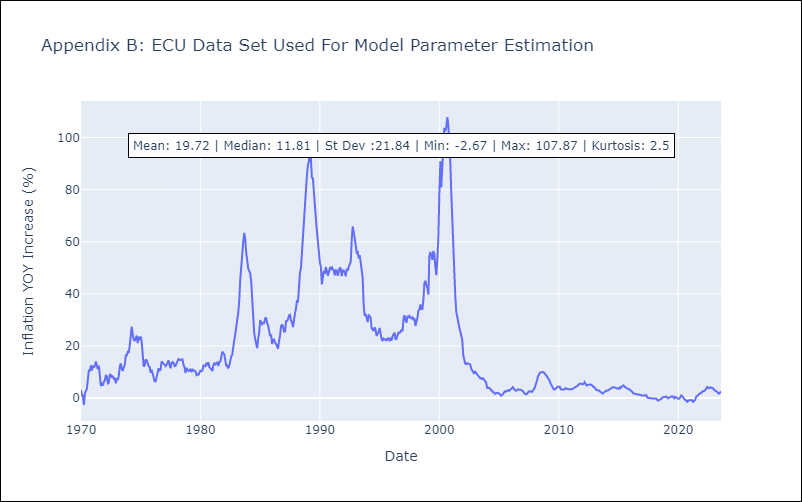 Appendix B: ECU Data Set Used For Model Parameter Estimation
Mean: 19.72 | Median: 11.81 | St Dev :21.84 | Min: -2.67 | Max: 107.87 | Kurtosis: 2.5
Inflation YOY Increase (%)
100
80
60
40
20
0
1970 1980 1990 2000 2010 2020
Date